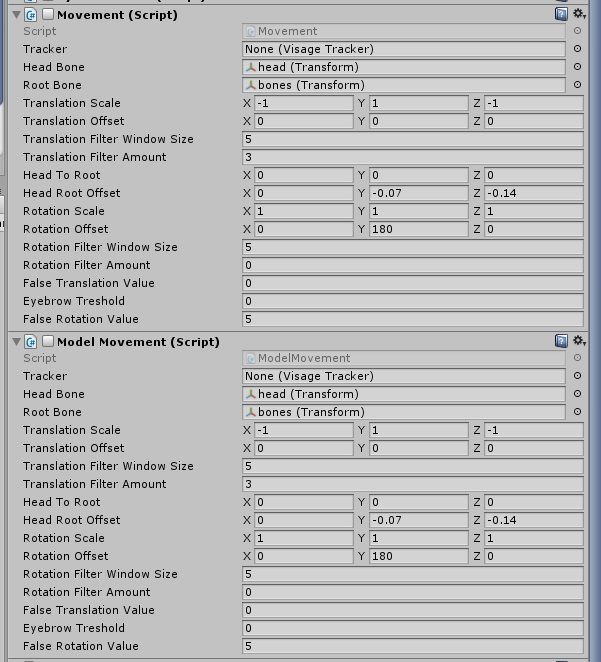 Movement (Script)
Script Movement
Tracker None (Visage Tracker)
Head Bone head (Transform)
Root Bone bones (Transform)
Translation Scale X -1 Y 1 Z -1
Translation Offset X 0 Y 0 Z 0
Translation Filter Window Size 5
Translation Filter Amount 3
Head To Root X 0 Y 0 Z 0
Head Root Offset X 0 Y -0.07 Z -0.14
Rotation Scale X 1 Y 1 Z 1
Rotation Offset X 0 Y 180 Z 0
Rotation Filter Window Size 5
Rotation Filter Amount 0
False Translation Value 0
Eyebrow Treshold 0
False Rotation Value 5
Model Movement (Script)
Script ModelMovement
Tracker None (Visage Tracker)
Head Bone head (Transform)
Root Bone bones (Transform)
Translation Scale X -1 Y 1 Z -1
Translation Offset X 0 Y 0 Z 0
Translation Filter Window Size 5
Translation Filter Amount 3
Head To Root X 0 Y 0 Z 0
Head Root Offset X 0 Y -0.07 Z -0.14
Rotation Scale X 1 Y 1 Z 1
Rotation Offset X 0 Y 180 Z 0
Rotation Filter Window Size 5
Rotation Filter Amount 0
False Translation Value 0
Eyebrow Treshold 0
False Rotation Value 5